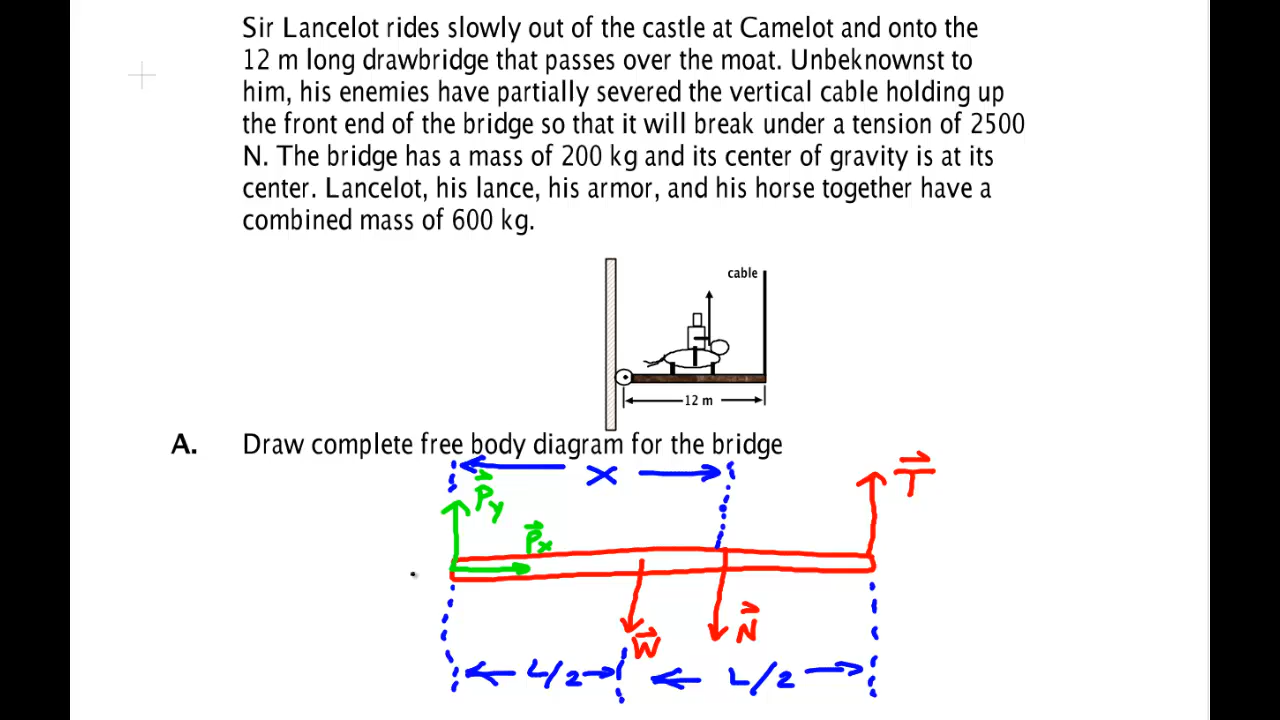 Sir Lancelot rides slowly out of the castle at Camelot and onto the
12 m long drawbridge that passes over the moat. Unbeknownst to
him, his enemies have partially severed the vertical cable holding up
the front end of the bridge so that it will break under a tension of 2500
N. The bridge has a mass of 200 kg and its center of gravity is at its
center. Lancelot, his lance, his armor, and his horse together have a
combined mass of 600 kg.
cable
12 m
A. Draw complete free body diagram for the bridge
x
T
Py
Px
W
N
L/2
L/2